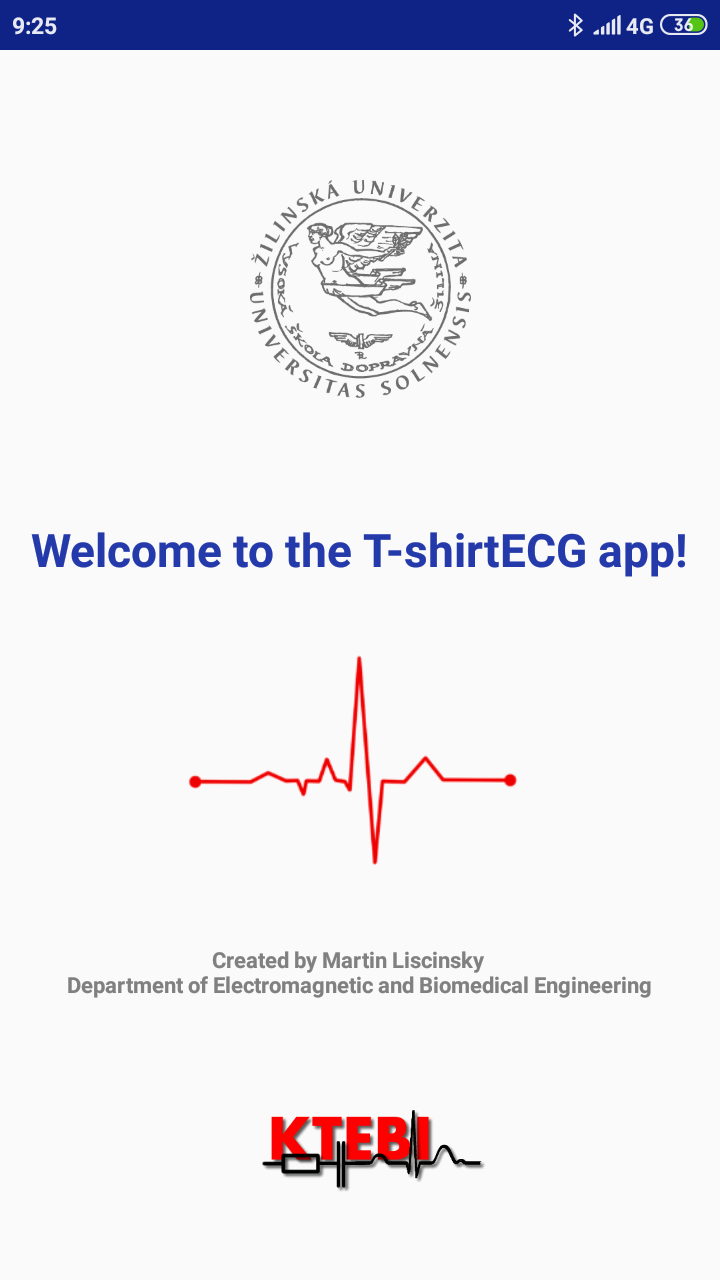 9:25
4G
36
ŽILINSKÁ UNIVERZITA
VYSOKÁ ŠKOLA DOPRAVNÁ ŽILINA
UNIVERSITAS SOLNENSIS
Welcome to the T-shirtECG app!
Created by Martin Liscinsky
Department of Electromagnetic and Biomedical Engineering
KTEBI